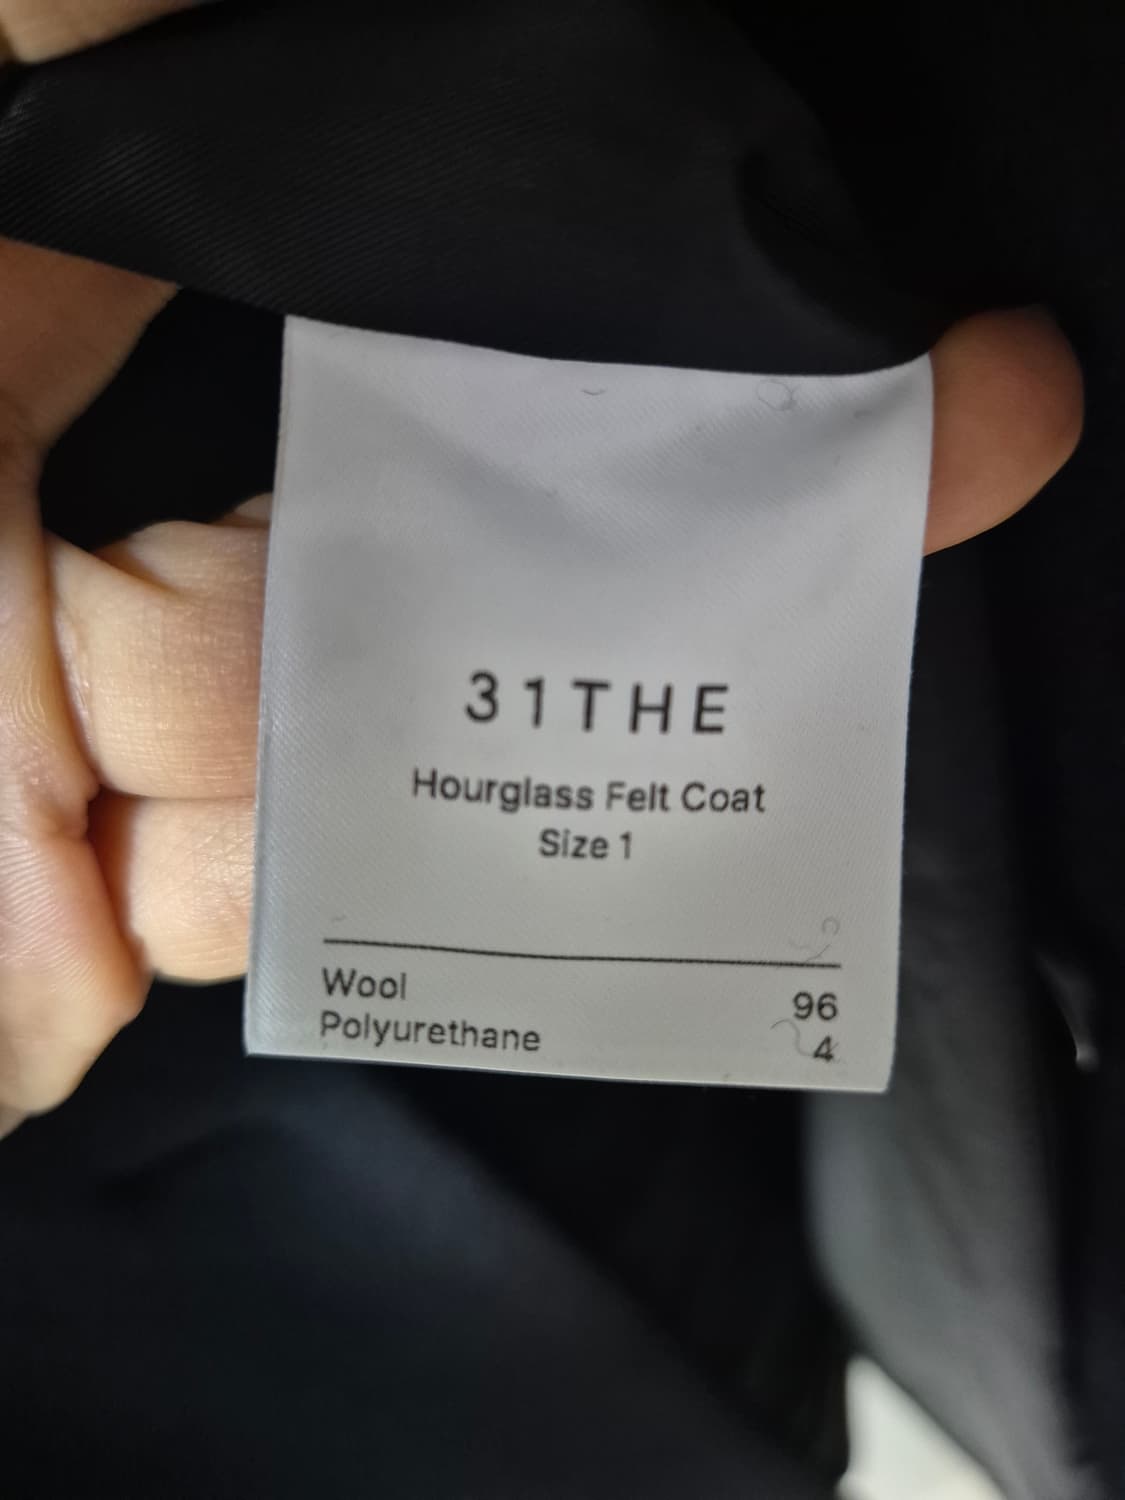 31THE
Hourglass Felt Coat
Size 1
Wool 96
Polyurethane 4